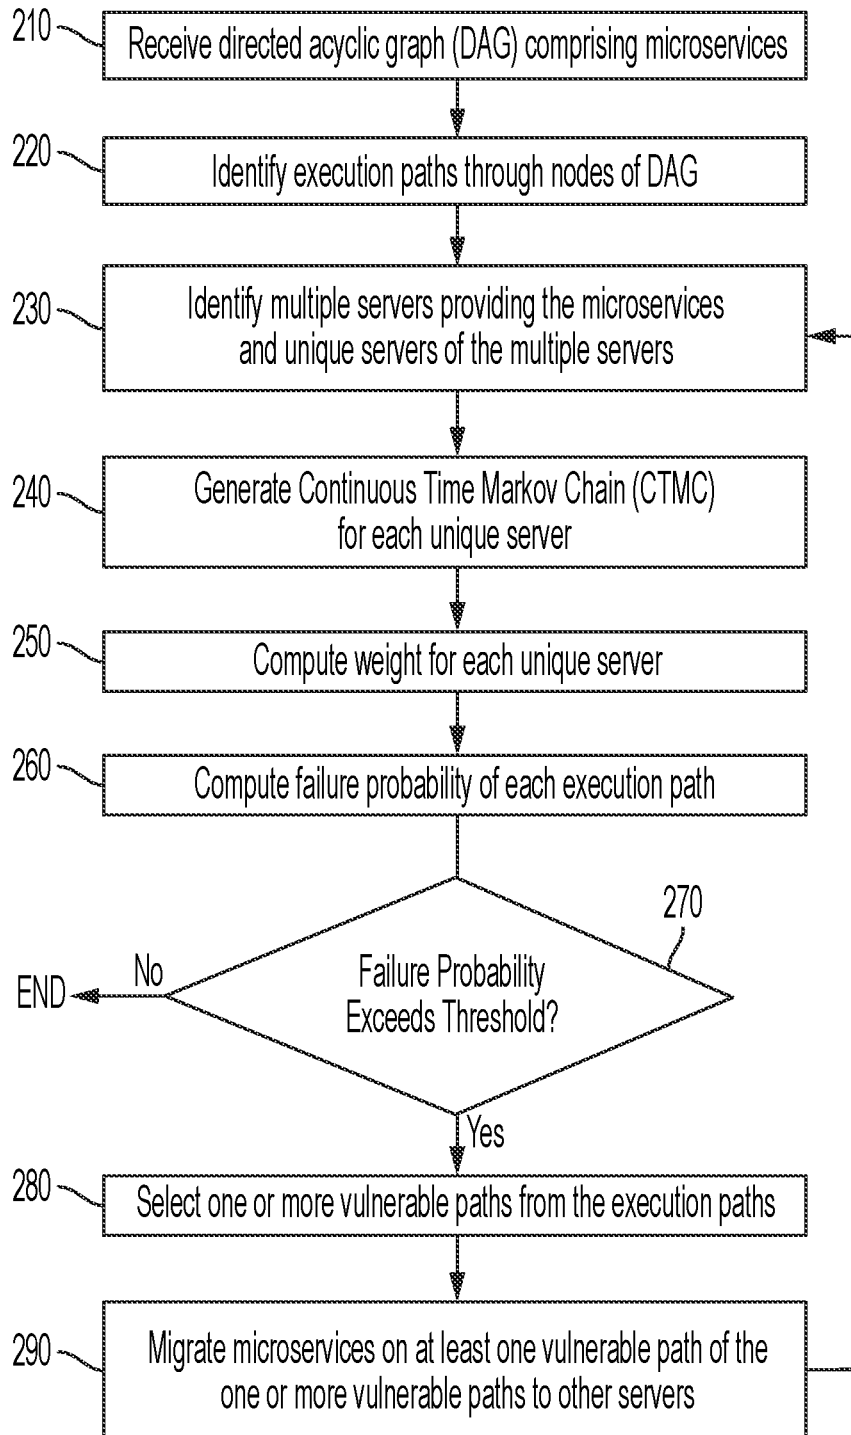 210
Receive directed acyclic graph (DAG) comprising microservices
220
Identify execution paths through nodes of DAG
230
Identify multiple servers providing the microservices
and unique servers of the multiple servers
240
Generate Continuous Time Markov Chain (CTMC)
for each unique server
250
Compute weight for each unique server
260
Compute failure probability of each execution path
270
Failure Probability
Exceeds Threshold?
No
END
Yes
280
Select one or more vulnerable paths from the execution paths
290
Migrate microservices on at least one vulnerable path of the
one or more vulnerable paths to other servers